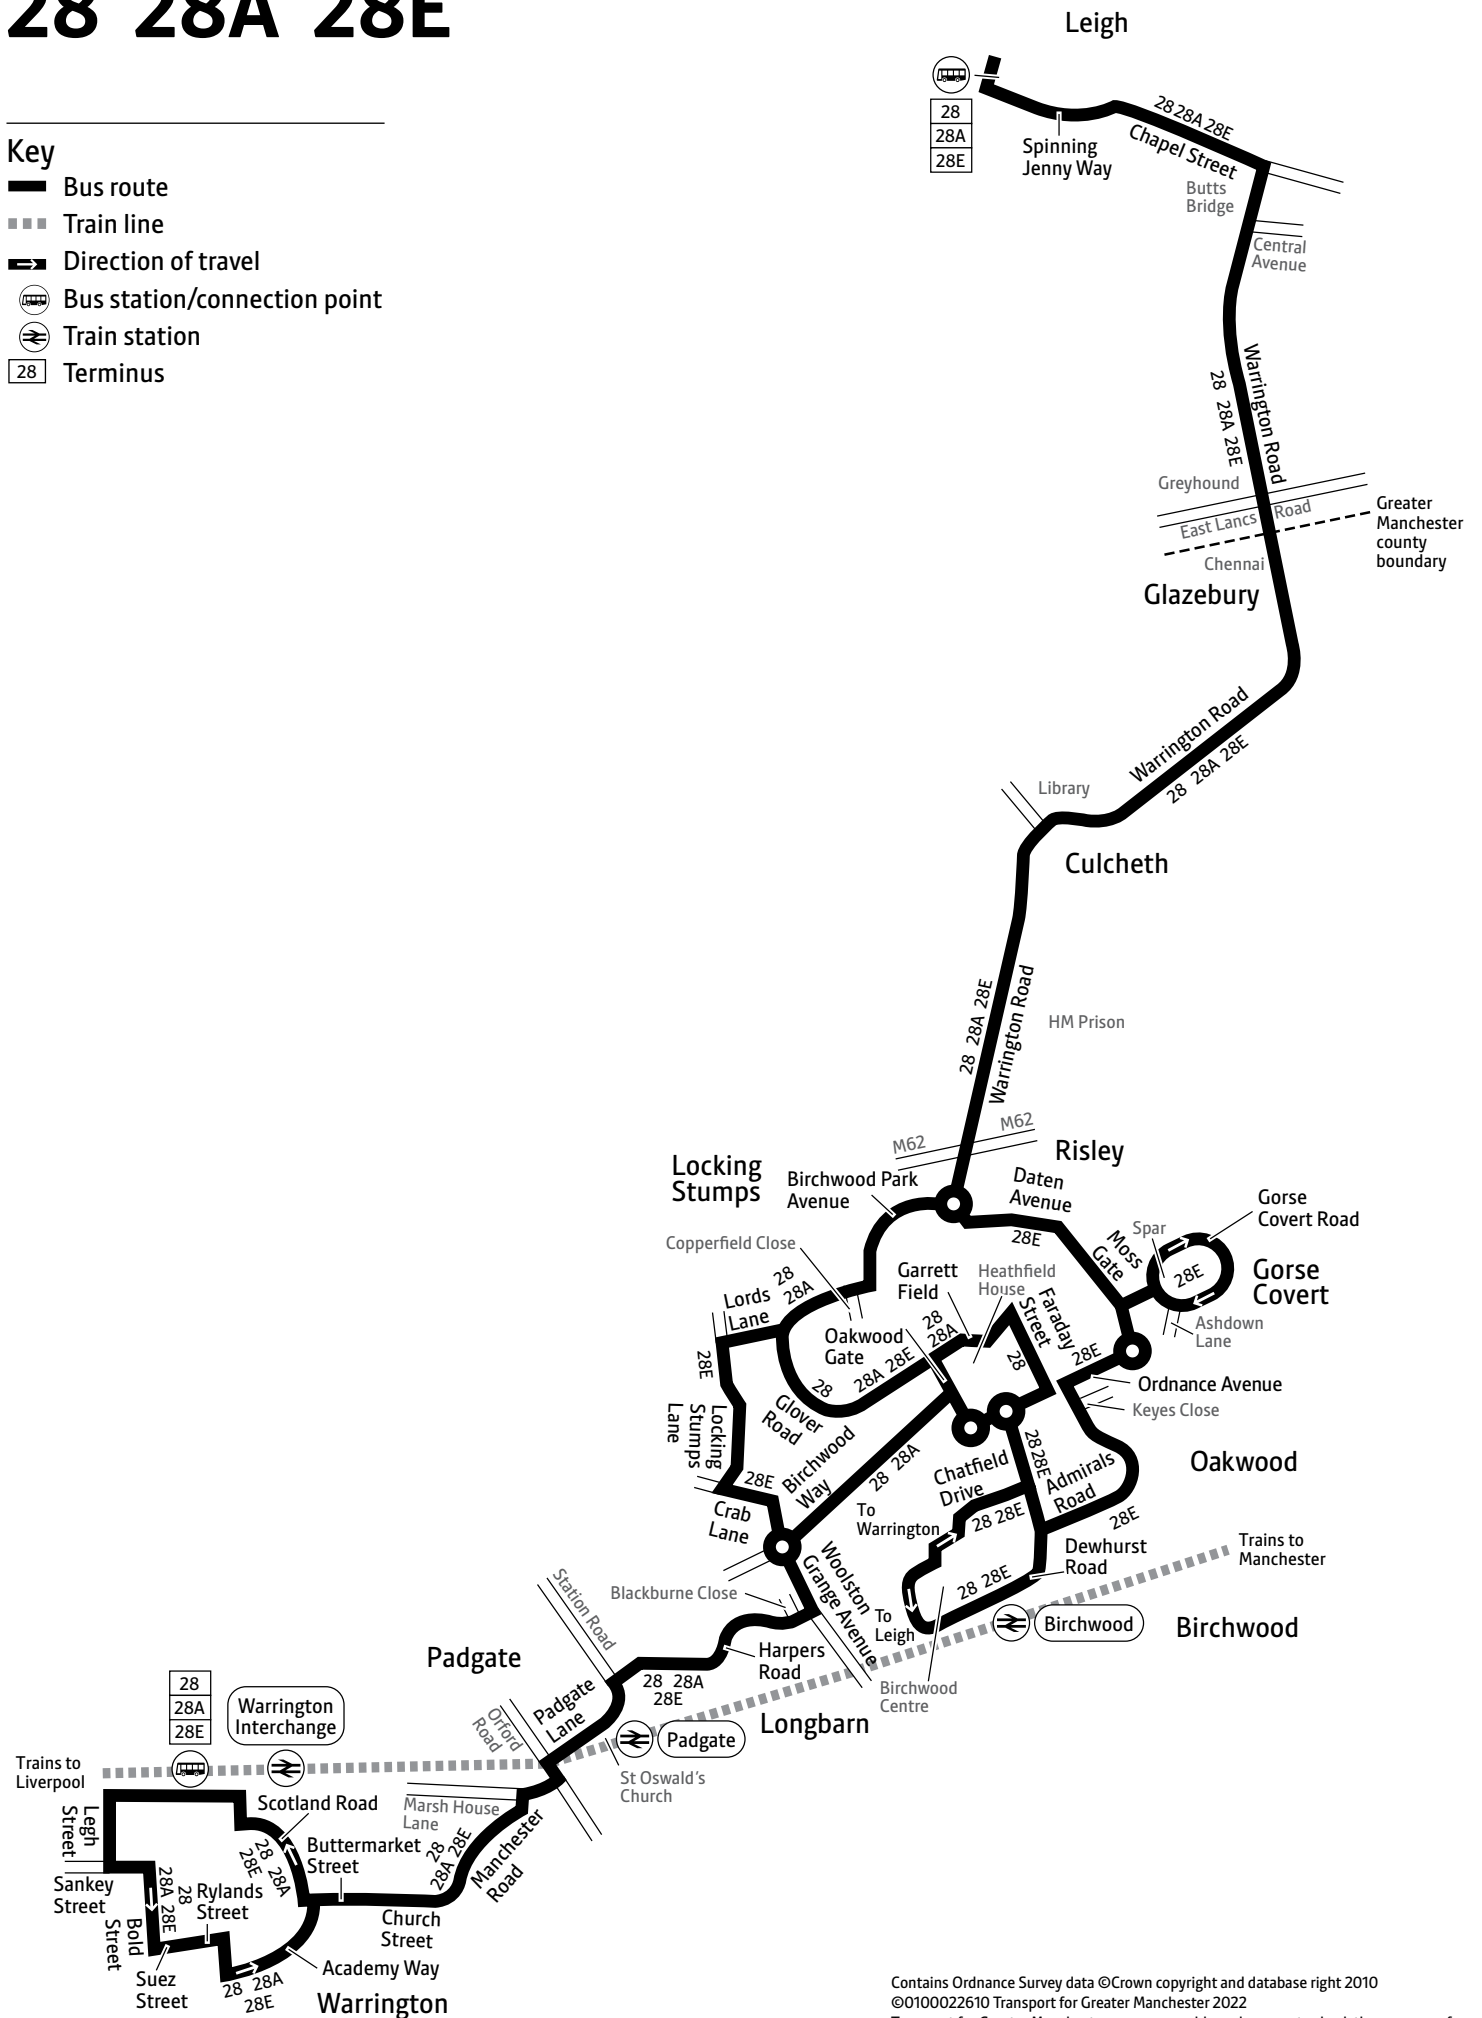 28 28A 28E
Key
Bus route
Train line
Direction of travel
Bus station/connection point
Train station
28 Terminus
Leigh
28
28A
28E
Spinning
Jenny Way
28 28A 28E
Chapel Street
Butts
Bridge
Central
Avenue
Warrington Road
28 28A 28E
Greyhound
East Lancs Road
Greater
Manchester
county
boundary
Chennai
Glazebury
Warrington Road
28 28A 28E
Library
Culcheth
28 28A 28E
Warrington Road
HM Prison
M62
M62
Risley
Locking
Stumps
Birchwood Park
Avenue
Daten
Avenue
28E
Gorse
Covert Road
Spar
Moss
Gate
28E
Gorse
Covert
Ashdown
Lane
Copperfield Close
28
28A
Lords
Lane
Garrett
Field
Heathfield
House
Faraday
Street
28
28A
Oakwood
Gate
28E
28 28A 28E
28
28E
Ordnance Avenue
Keyes Close
Locking
Stumps
Lane
Glover
Road
Birchwood
Way
28 28A
28 28E
Chatfield
Drive
Admirals
Road
Oakwood
28E
28E
Crab
Lane
To
Warrington
28 28E
Dewhurst
Road
28 28E
Trains to
Manchester
Woolston
Grange Avenue
Station Road
Blackburne Close
To
Leigh
Birchwood
Birchwood
Padgate
Harpers
Road
28 28A
28E
Birchwood
Centre
Padgate
Lane
Orford
Road
Longbarn
Padgate
St Oswald's
Church
28
28A
28E
Warrington
Interchange
Trains to
Liverpool
Legh
Street
Scotland Road
Marsh House
Lane
28
28A 28E
Manchester
Road
28 28A
28E
Buttermarket
Street
Sankey
Street
28A 28E
28
Rylands
Street
Church
Street
Bold
Street
Suez
Street
28 28A
28E
Academy Way
Warrington
Contains Ordnance Survey data ©Crown copyright and database right 2010
©0100022610 Transport for Greater Manchester 2022